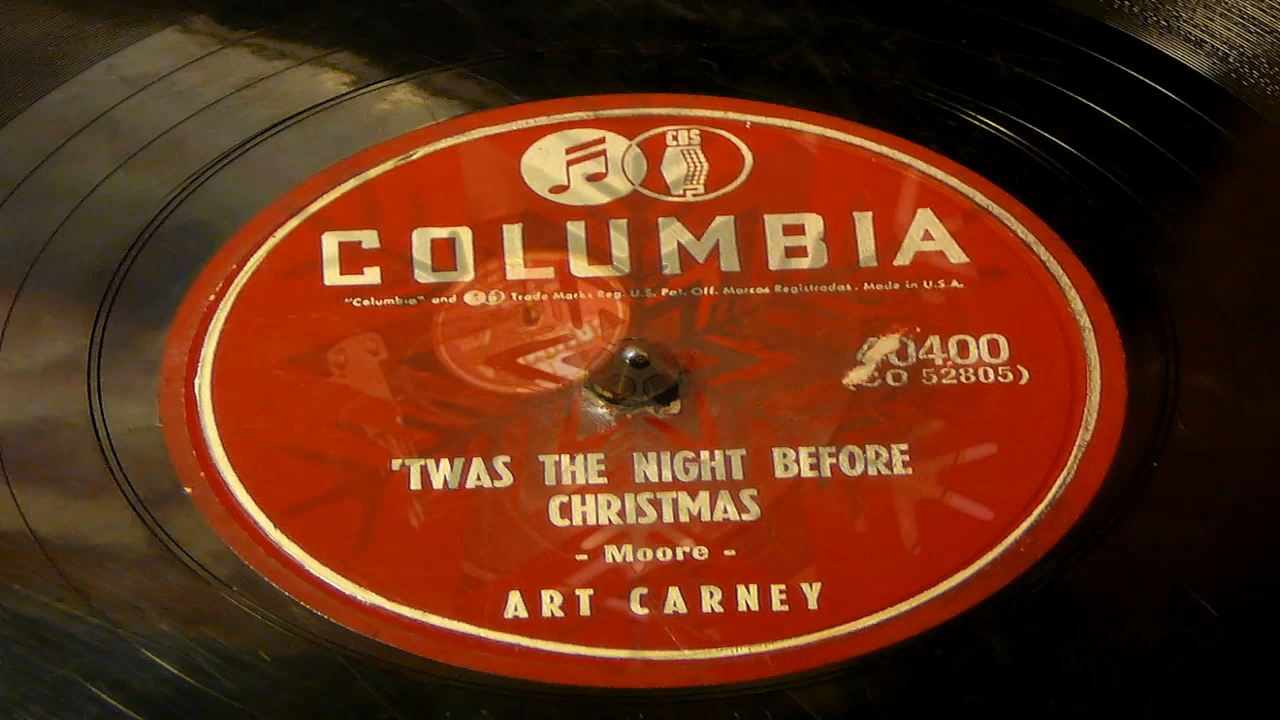 CBS
COLUMBIA
"Columbia" and Trade Marks Reg. U.S. Pat. Off. Marcas Registradas. Made in U.S.A.
0400
CO 52805)
'TWAS THE NIGHT BEFORE
CHRISTMAS
- Moore -
ART CARNEY